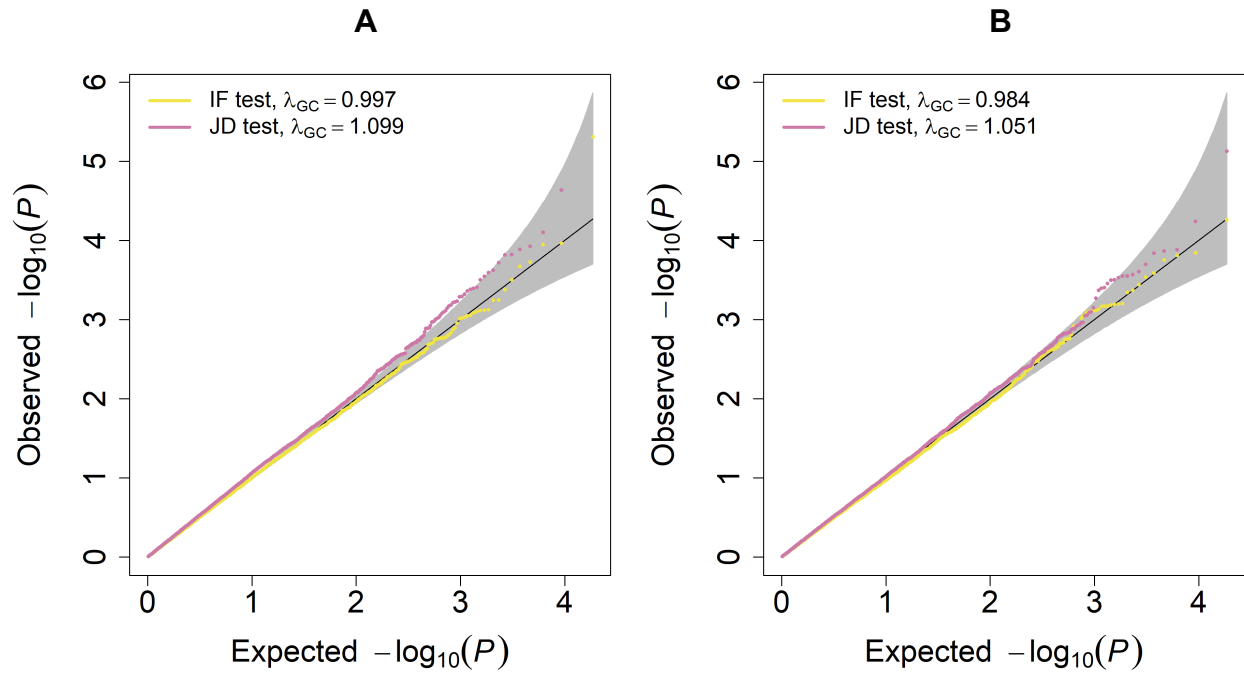 A
IF test, λGC = 0.997
JD test, λGC = 1.099
Observed −log10(P)
6
5
4
3
2
1
0
0 1 2 3 4
Expected −log10(P)
B
IF test, λGC = 0.984
JD test, λGC = 1.051
Observed −log10(P)
6
5
4
3
2
1
0
0 1 2 3 4
Expected −log10(P)